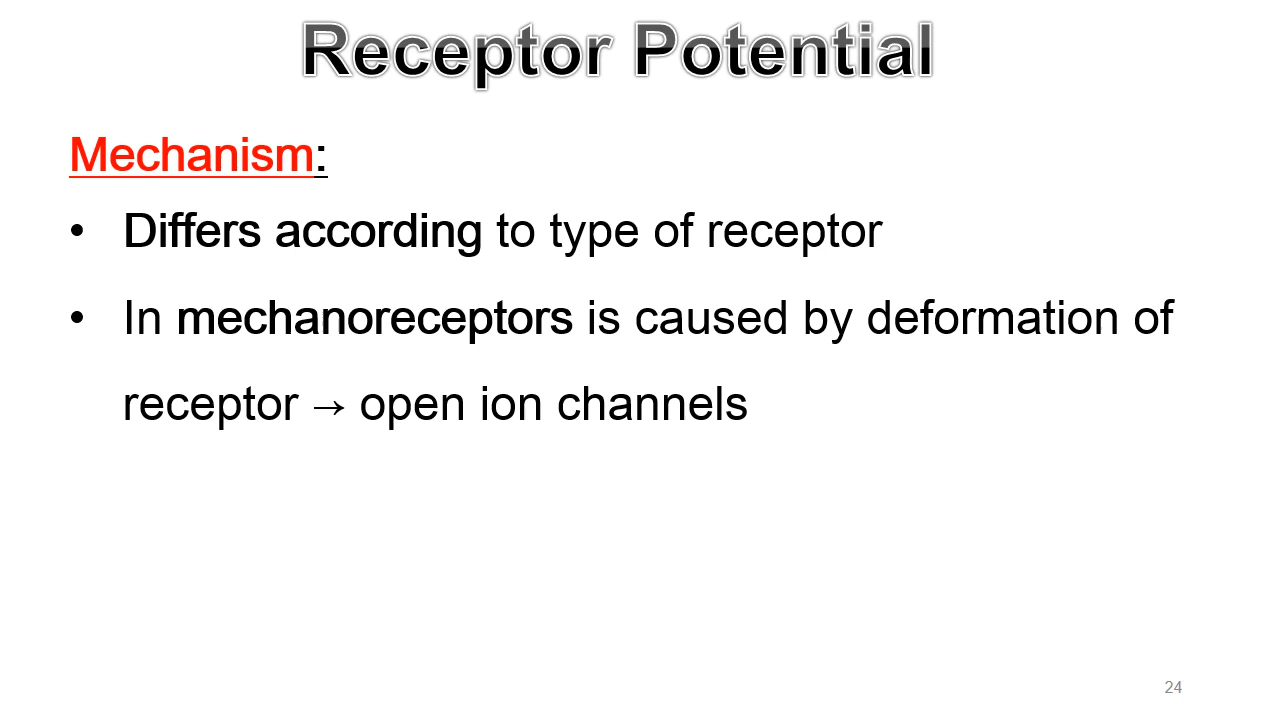 Receptor Potential
Mechanism:
• Differs according to type of receptor
• In mechanoreceptors is caused by deformation of
receptor → open ion channels
24